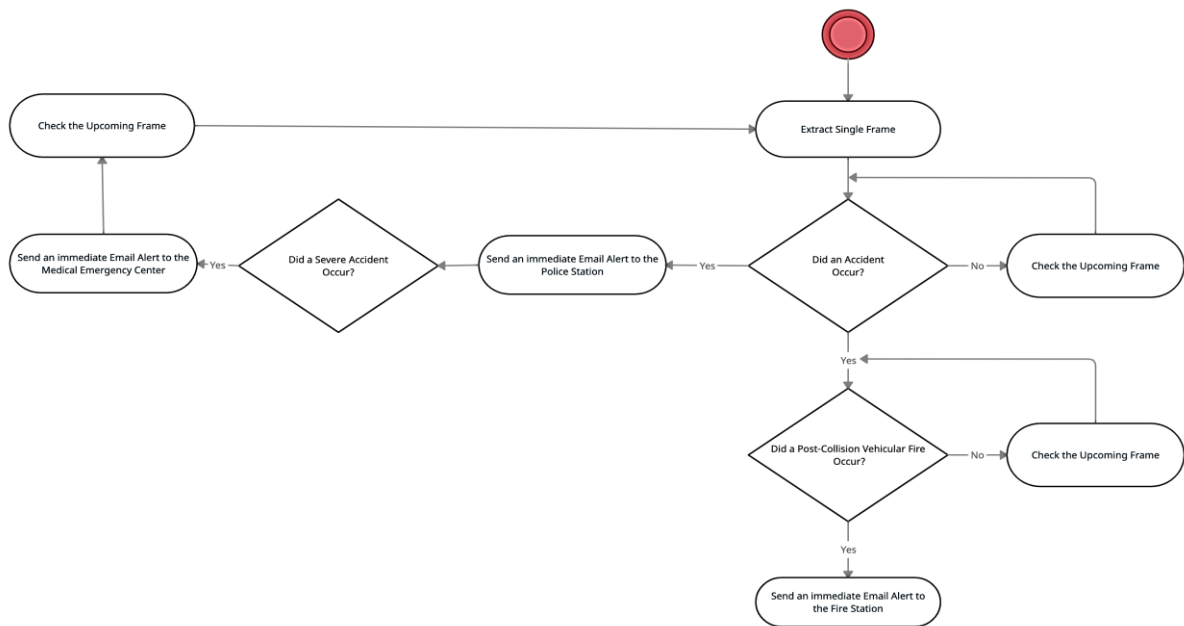 Check the Upcoming Frame
Extract Single Frame
Send an immediate Email Alert to the
Medical Emergency Center
Yes
Did a Severe Accident
Occur?
Send an immediate Email Alert to the
Police Station
Yes
Did an Accident
Occur?
No
Check the Upcoming Frame
Yes
Did a Post-Collision Vehicular Fire
Occur?
No
Check the Upcoming Frame
Yes
Send an immediate Email Alert to
the Fire Station